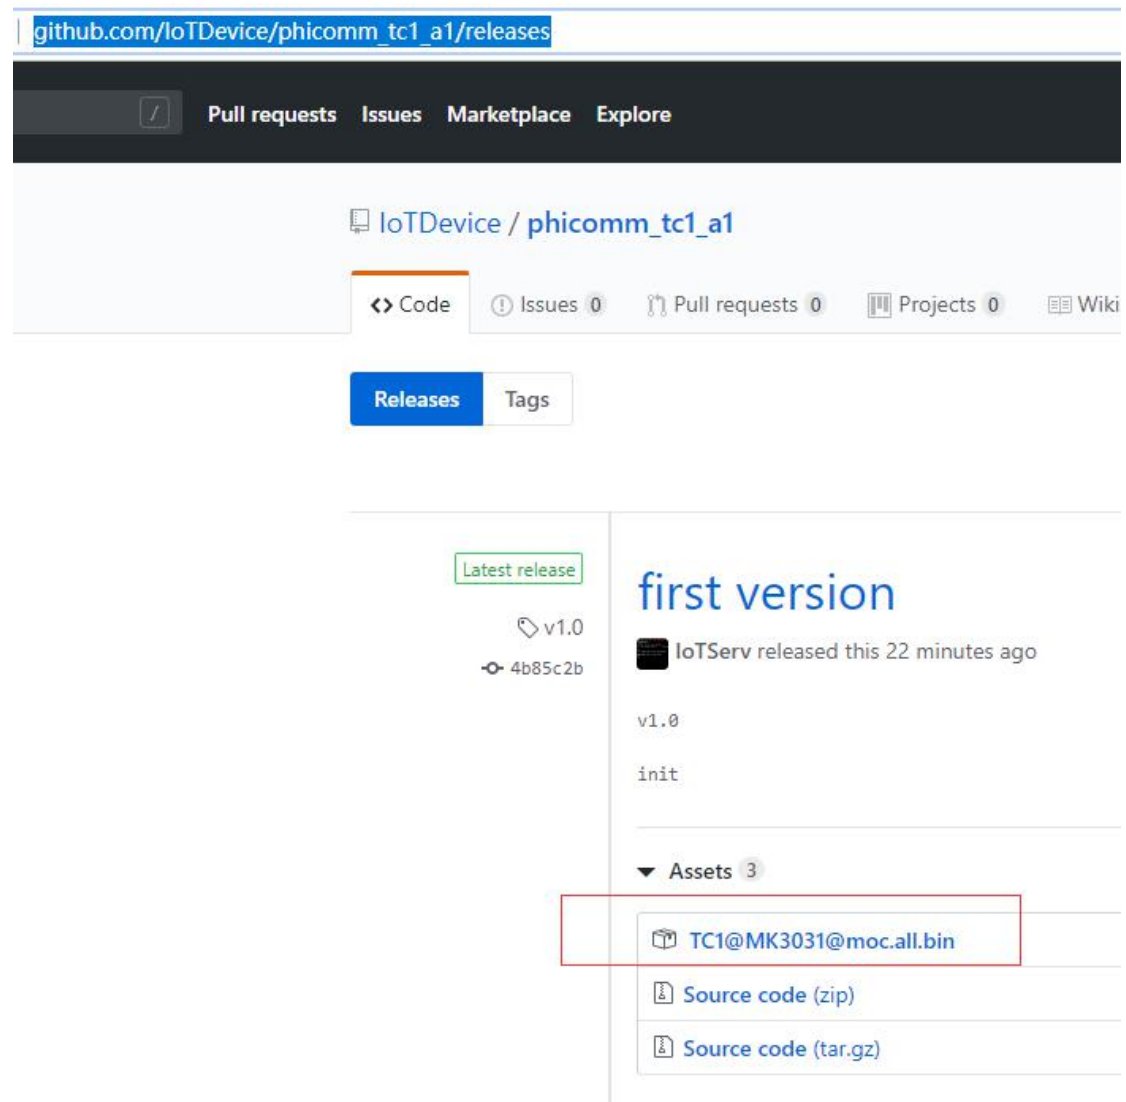 github.com/IoTDevice/phicomm_tc1_a1/releases
/ Pull requests Issues Marketplace Explore
IoTDevice / phicomm_tc1_a1
Code Issues 0 Pull requests 0 Projects 0 Wiki
Releases Tags
Latest release
v1.0
4b85c2b
first version
IoTServ released this 22 minutes ago
v1.0
init
Assets 3
TC1@MK3031@moc.all.bin
Source code (zip)
Source code (tar.gz)